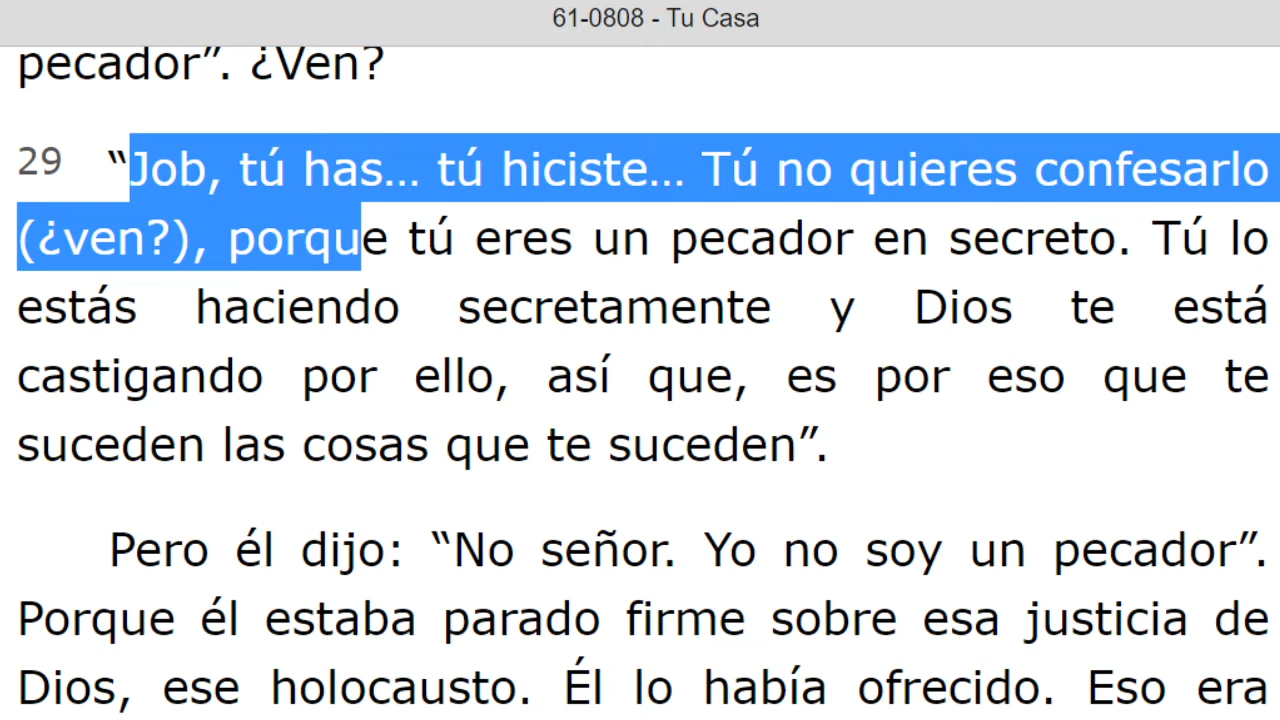 61-0808 - Tu Casa
pecador”. ¿Ven?
29 “Job, tú has... tú hiciste... Tú no quieres confesarlo
(¿ven?), porque tú eres un pecador en secreto. Tú lo
estás haciendo secretamente y Dios te está
castigando por ello, así que, es por eso que te
suceden las cosas que te suceden”.
Pero él dijo: “No señor. Yo no soy un pecador”.
Porque él estaba parado firme sobre esa justicia de
Dios, ese holocausto. Él lo había ofrecido. Eso era